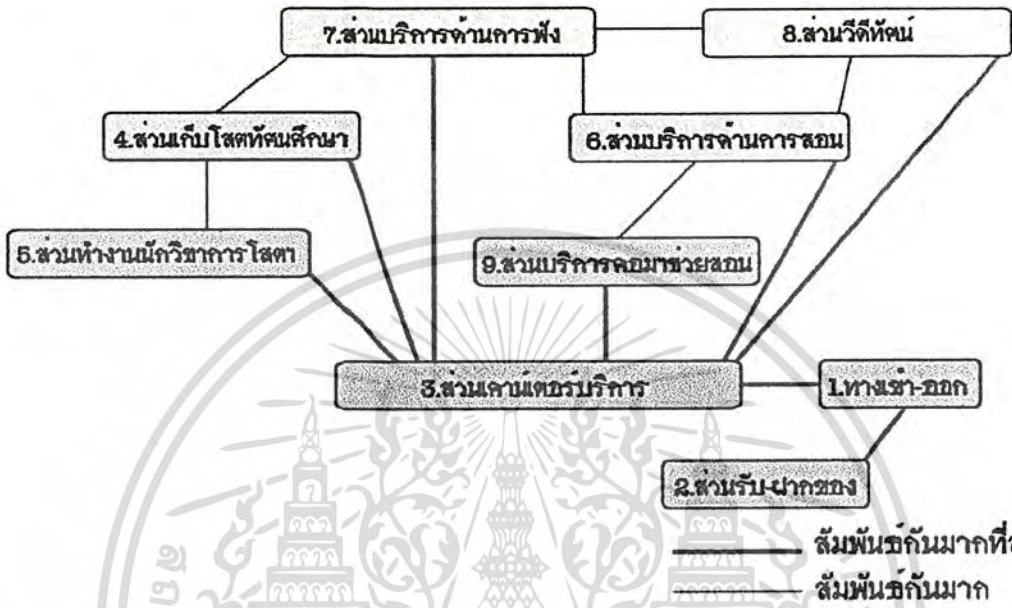 7.ส่วนบริการด้านการฟัง
8.ส่วนวีดีทัศน์
4.ส่วนเก็บโสตทัศนศึกษา
6.ส่วนบริการด้านการสอน
5.ส่วนทำงานนักวิชาการโสตฯ
9.ส่วนบริการคอมฯช่วยสอน
3.ส่วนเคาน์เตอร์บริการ
1.ทางเข้า-ออก
2.ส่วนรับ-ฝากของ
สัมพันธ์กันมากที่
สัมพันธ์กันมาก